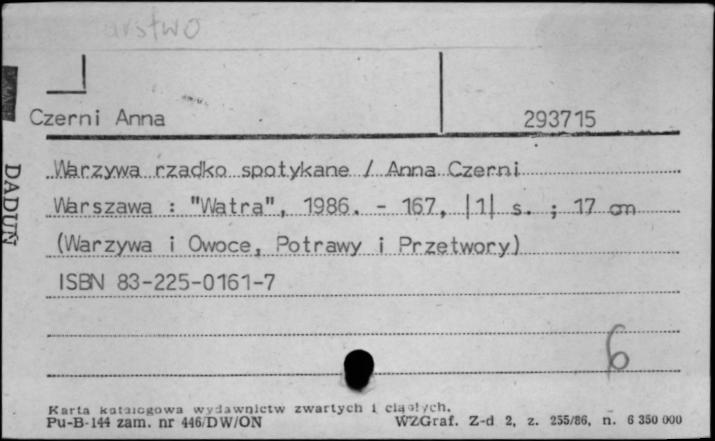 arstwo
Czerni Anna 293715
Warzywa rzadko spotykane / Anna Czerni
Warszawa : "Watra", 1986. - 167, |1| s. ; 17 cm
(Warzywa i Owoce, Potrawy i Przetwory)
ISBN 83-225-0161-7
6
DADUŃ
Karta katalogowa wydawnictw zwartych i ciągłych.
Pu-B-144 zam. nr 446/DW/ON WZGraf. Z-d 2, z. 255/86, n. 6 350 000